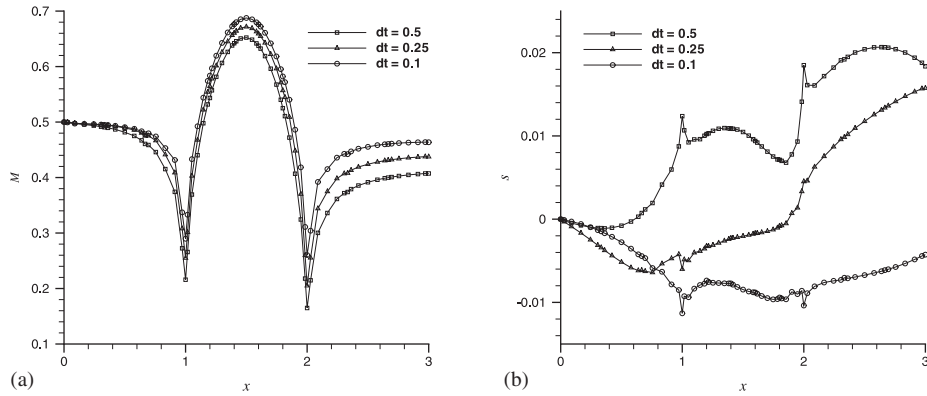 0.7
0.6
0.5
0.4
0.3
0.2
0.1
M
0
1
2
3
x
dt = 0.5
dt = 0.25
dt = 0.1
(a)
0.02
0.01
0
-0.01
s
0
1
2
3
x
dt = 0.5
dt = 0.25
dt = 0.1
(b)